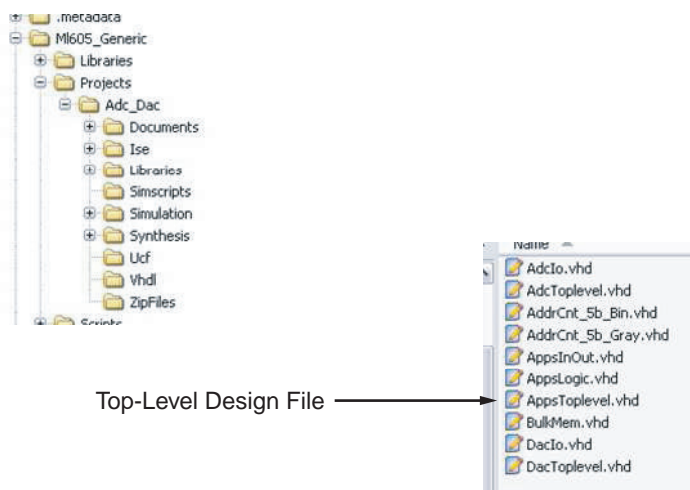 .metadata
Ml605_Generic
Libraries
Projects
Adc_Dac
Documents
Ise
Libraries
Simscripts
Simulation
Synthesis
Ucf
Vhdl
ZipFiles
Scripts
Name
AdcIo.vhd
AdcToplevel.vhd
AddrCnt_5b_Bin.vhd
AddrCnt_5b_Gray.vhd
AppsInOut.vhd
AppsLogic.vhd
Top-Level Design File
AppsToplevel.vhd
BulkMem.vhd
DacIo.vhd
DacToplevel.vhd